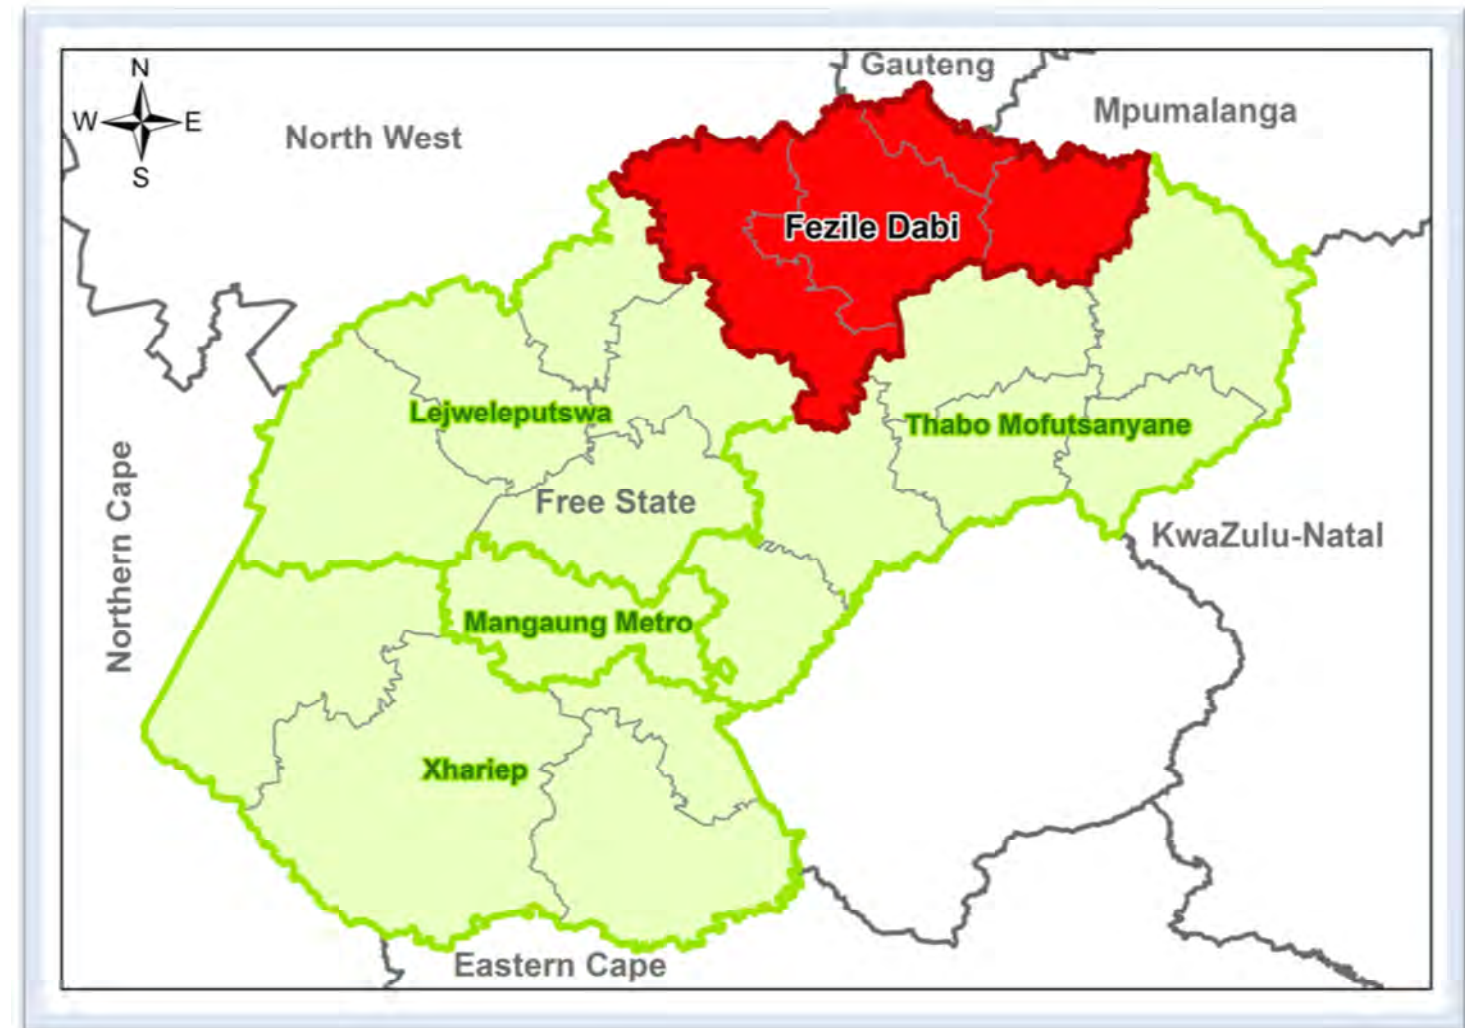 N
Gauteng
Mpumalanga
W E
North West
S
Fezile Dabi
Lejweleputswa
Thabo Mofutsanyane
Free State
KwaZulu-Natal
Northern Cape
Mangaung Metro
Xhariep
Eastern Cape